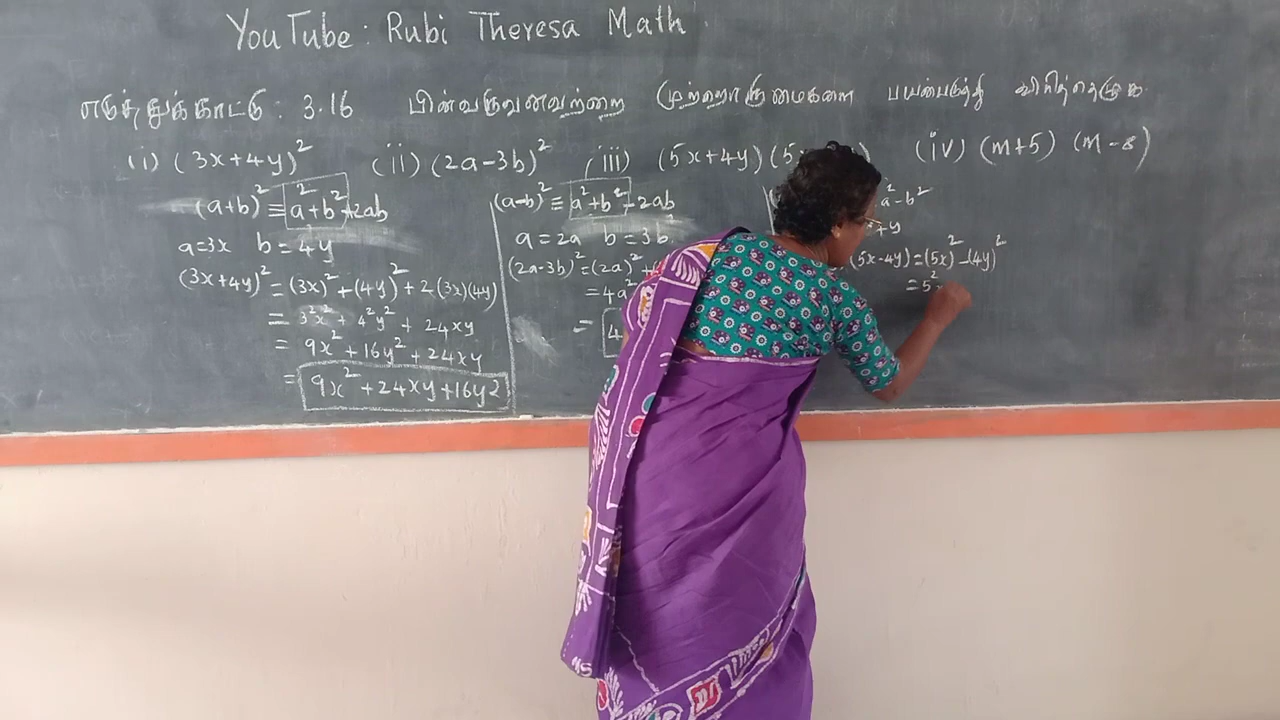 YouTube: Rubi Theresa Math
எடுத்துக்காட்டு : 3.16 பின்வருவனவற்றை முற்றொருமைகளை பயன்படுத்தி விரித்தெழுக.
(i) (3x+4y)² (ii) (2a-3b)² (iii) (5x+4y)(5 (iv) (m+5) (m-8)
(a+b)² ≡ a²+b²+2ab
a=3x b=4y
(3x+4y)² = (3x)²+(4y)²+2(3x)(4y)
= 3²x²+4²y²+24xy
= 9x²+16y²+24xy
= 9x²+24xy+16y2
(a-b)² ≡ a²+b²-2ab
a=2a b=3b
(2a-3b)²=(2a)²+
=4a²
= 4
a²-b²
(5x-4y)=(5x)²-(4y)²
=5²